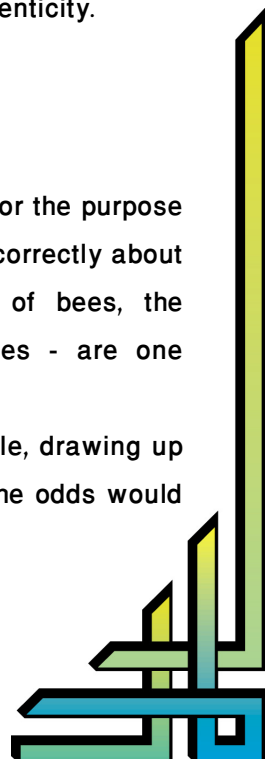 enticity.
or the purpose
correctly about
of bees, the
es - are one
le, drawing up
he odds would